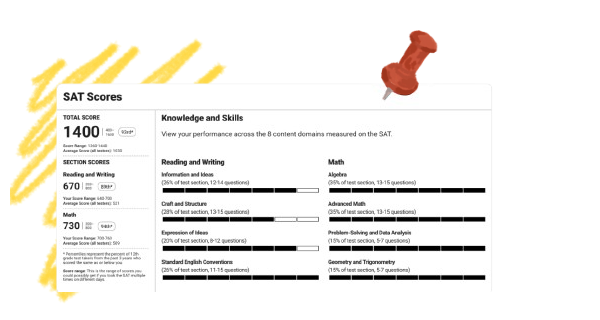 SAT Scores
TOTAL SCORE
1400 | 400-1600 93rd*
Score Range: 1360-1440
Average Score (all testers): 1030
SECTION SCORES
Reading and Writing
670 | 200-800
Your Score Range: 640-700
Average Score (all testers): 521
Math
730 | 200-800
Your Score Range: 700-760
Average Score (all testers): 509
* Percentiles represent the percent of 12th
grade test takers from the past 3 years who
scored the same as or below you.
Score range: This is the range of scores you
could possibly get if you took the SAT multiple
times on different days.
Knowledge and Skills
View your performance across the 8 content domains measured on the SAT.
Reading and Writing
Information and Ideas
(26% of test section, 12-14 questions)
Craft and Structure
(28% of test section, 13-15 questions)
Expression of Ideas
(20% of test section, 8-12 questions)
Standard English Conventions
(26% of test section, 11-15 questions)
Math
Algebra
(35% of test section, 13-15 questions)
Advanced Math
(35% of test section, 13-15 questions)
Problem-Solving and Data Analysis
(15% of test section, 5-7 questions)
Geometry and Trigonometry
(15% of test section, 5-7 questions)